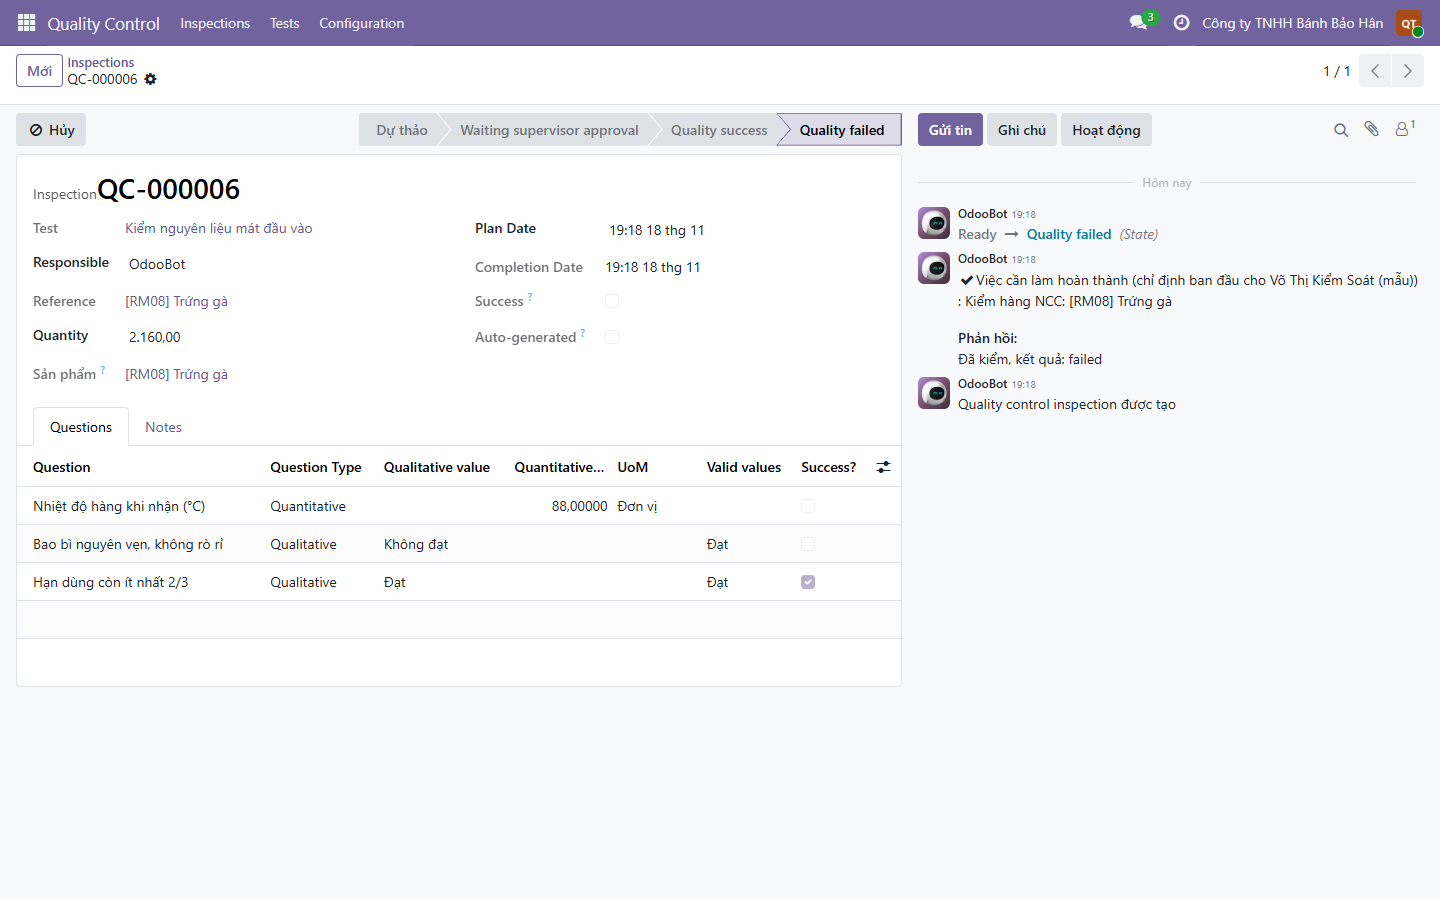 Quality Control Inspections Tests Configuration 3 Công ty TNHH Bánh Bảo Hân QT
Mới Inspections
QC-000006 1 / 1
Hủy Dự thảo Waiting supervisor approval Quality success Quality failed Gửi tin Ghi chú Hoạt động 1
Inspection QC-000006
Test Kiểm nguyên liệu mát đầu vào
Responsible OdooBot
Reference [RM08] Trứng gà
Quantity 2.160,00
Sản phẩm ? [RM08] Trứng gà
Plan Date 19:18 18 thg 11
Completion Date 19:18 18 thg 11
Success ?
Auto-generated ?
Questions Notes
Question Question Type Qualitative value Quantitative... UoM Valid values Success?
Nhiệt độ hàng khi nhận (°C) Quantitative 88,00000 Đơn vị
Bao bì nguyên vẹn, không rò rỉ Qualitative Không đạt Đạt
Hạn dùng còn ít nhất 2/3 Qualitative Đạt Đạt
Hôm nay
OdooBot 19:18
Ready → Quality failed (State)
OdooBot 19:18
Việc cần làm hoàn thành (chỉ định ban đầu cho Võ Thị Kiểm Soát (mẫu))
: Kiểm hàng NCC: [RM08] Trứng gà
Phản hồi:
Đã kiểm, kết quả: failed
OdooBot 19:18
Quality control inspection được tạo